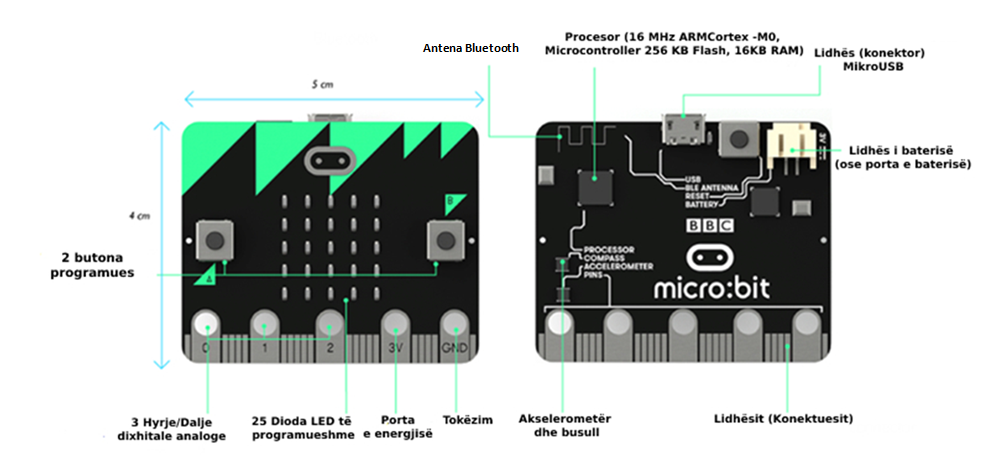 Antena Bluetooth
Procesor (16 MHz ARMCortex -M0,
Microcontroller 256 KB Flash, 16KB RAM)
Lidhës (konektor)
MikroUSB
5 cm
4 cm
3V
Lidhës i baterisë
(ose porta e baterisë)
USB
BLE ANTENNA
RESET
BATTERY
B
BBC
2 butona
programues
A
PROCESSOR
COMPASS
ACCELEROMETER
PINS
micro:bit
0
1
2
3V
GND
3 Hyrje/Dalje
dixhitale analoge
25 Dioda LED të
programueshme
Porta
e energjisë
Tokëzim
Akselerometër
dhe busull
Lidhësit (Konektuesit)